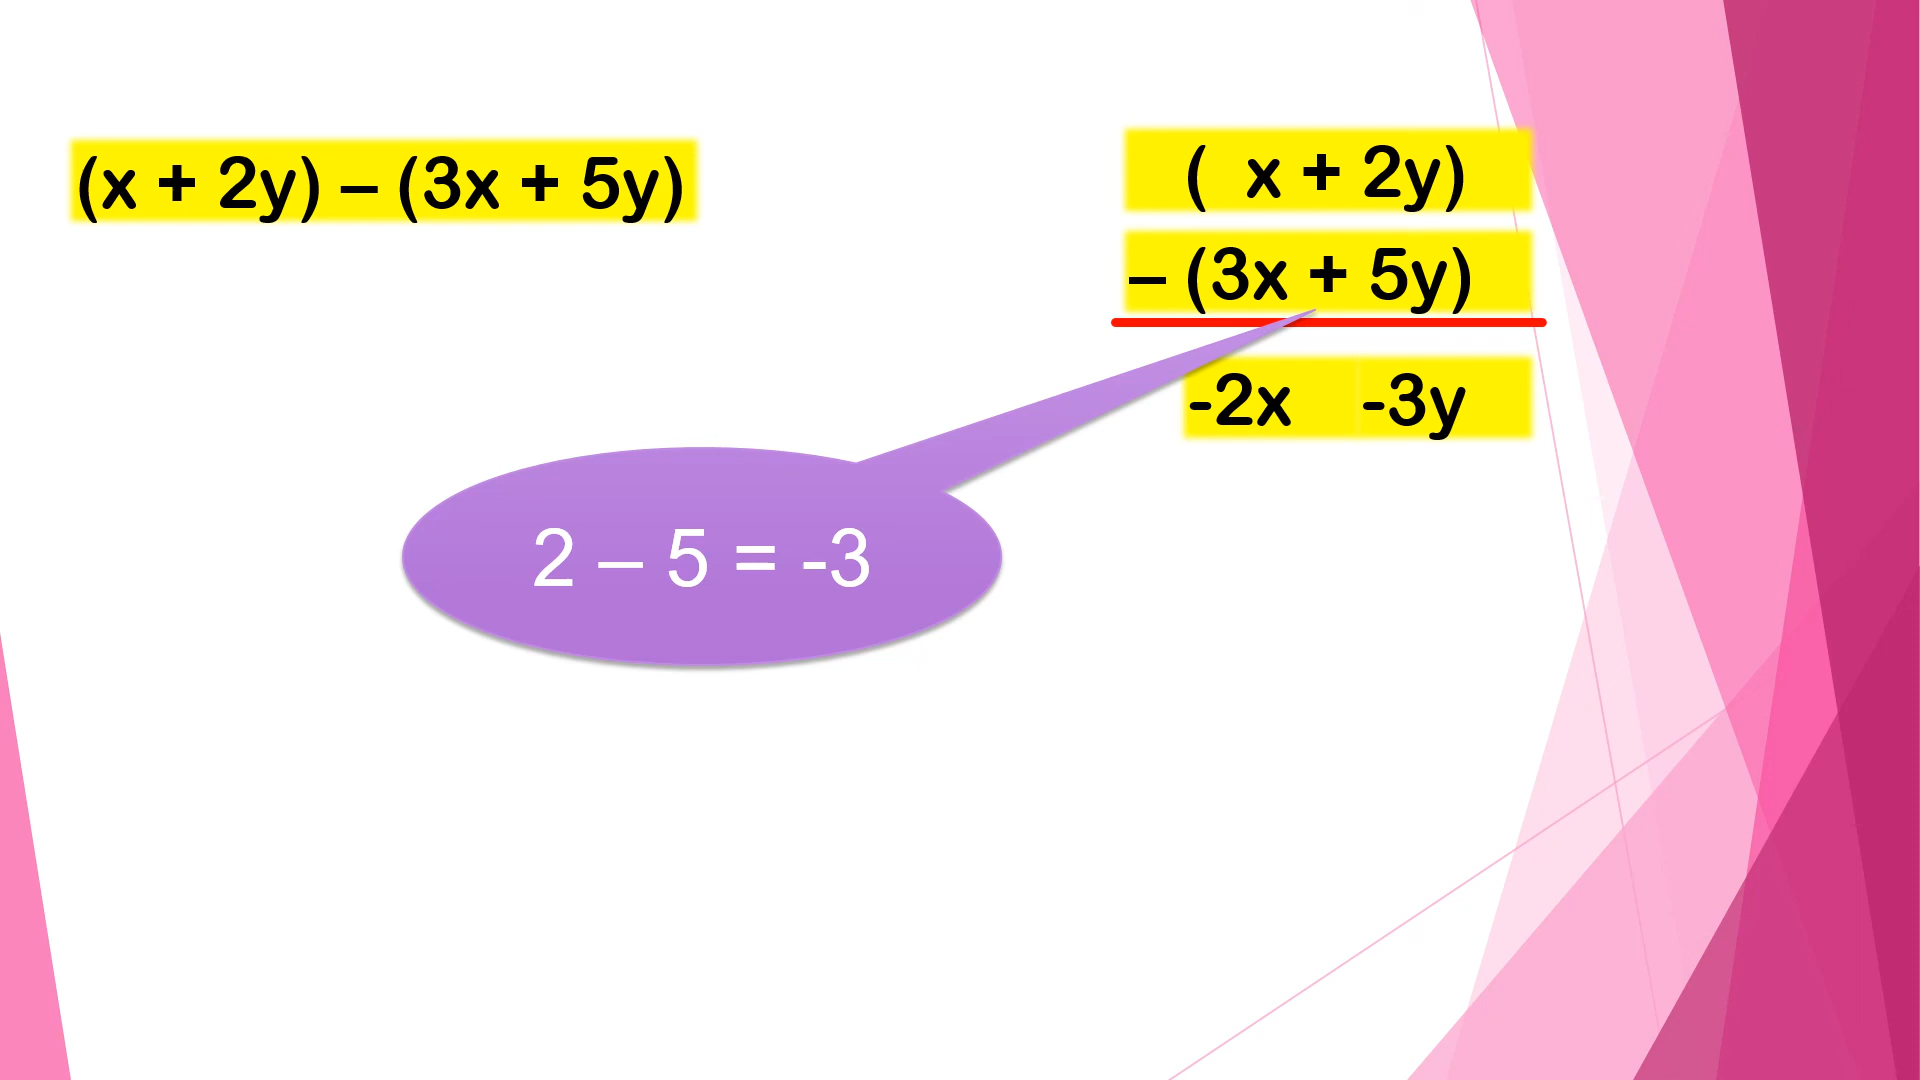 (x + 2y) – (3x + 5y)
( x + 2y)
– (3x + 5y)
-2x -3y
2 – 5 = -3